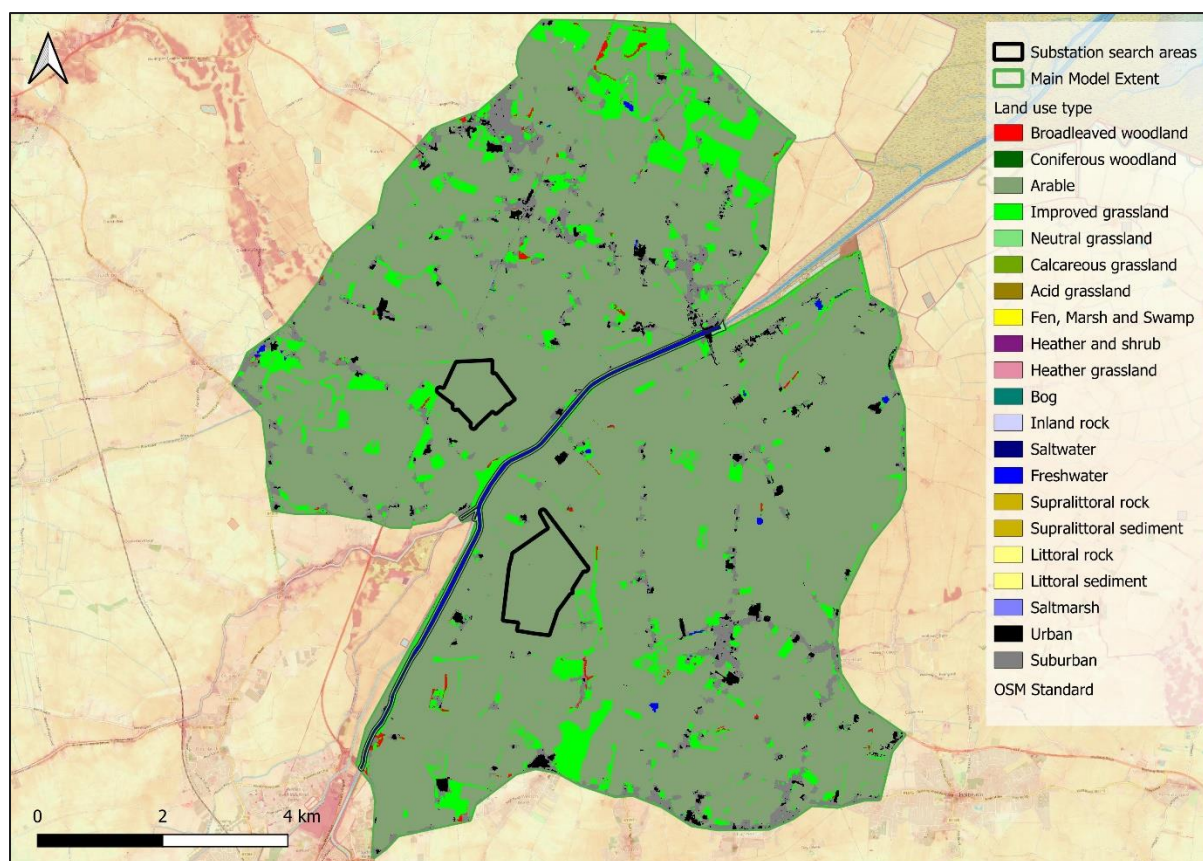 Substation search areas
Main Model Extent
Land use type
Broadleaved woodland
Coniferous woodland
Arable
Improved grassland
Neutral grassland
Calcareous grassland
Acid grassland
Fen, Marsh and Swamp
Heather and shrub
Heather grassland
Bog
Inland rock
Saltwater
Freshwater
Supralittoral rock
Supralittoral sediment
Littoral rock
Littoral sediment
Saltmarsh
Urban
Suburban
OSM Standard
0 2 4 km